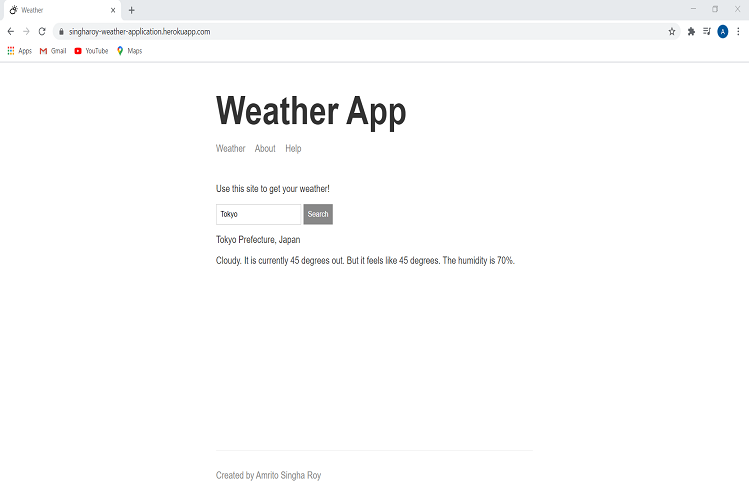 Weather
singharoy-weather-application.herokuapp.com
A
Apps Gmail YouTube Maps
Weather App
Weather About Help
Use this site to get your weather!
Tokyo Search
Tokyo Prefecture, Japan
Cloudy. It is currently 45 degrees out. But it feels like 45 degrees. The humidity is 70%.
Created by Amrito Singha Roy